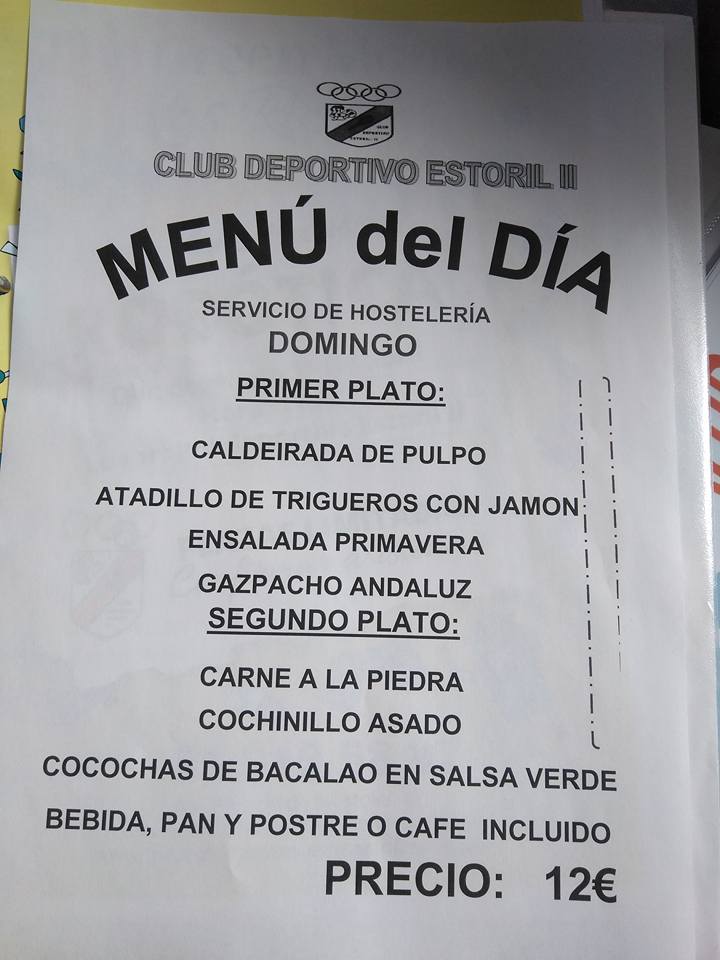 CLUB DEPORTIVO ESTORIL II
MENÚ del DÍA
SERVICIO DE HOSTELERÍA
DOMINGO
PRIMER PLATO:
CALDEIRADA DE PULPO
ATADILLO DE TRIGUEROS CON JAMON
ENSALADA PRIMAVERA
GAZPACHO ANDALUZ
SEGUNDO PLATO:
CARNE A LA PIEDRA
COCHINILLO ASADO
COCOCHAS DE BACALAO EN SALSA VERDE
BEBIDA, PAN Y POSTRE O CAFE INCLUIDO
PRECIO: 12€